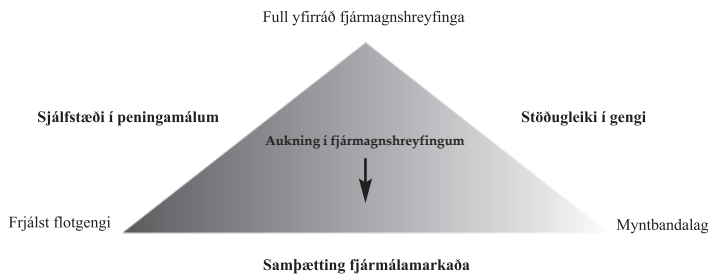 Full yfirráð fjármagnshreyfinga
Sjálfstæði í peningamálum
Stöðugleiki í gengi
Aukning í fjármagnshreyfingum
Frjálst flotgengi
Myntbandalag
Samþætting fjármálamarkaða